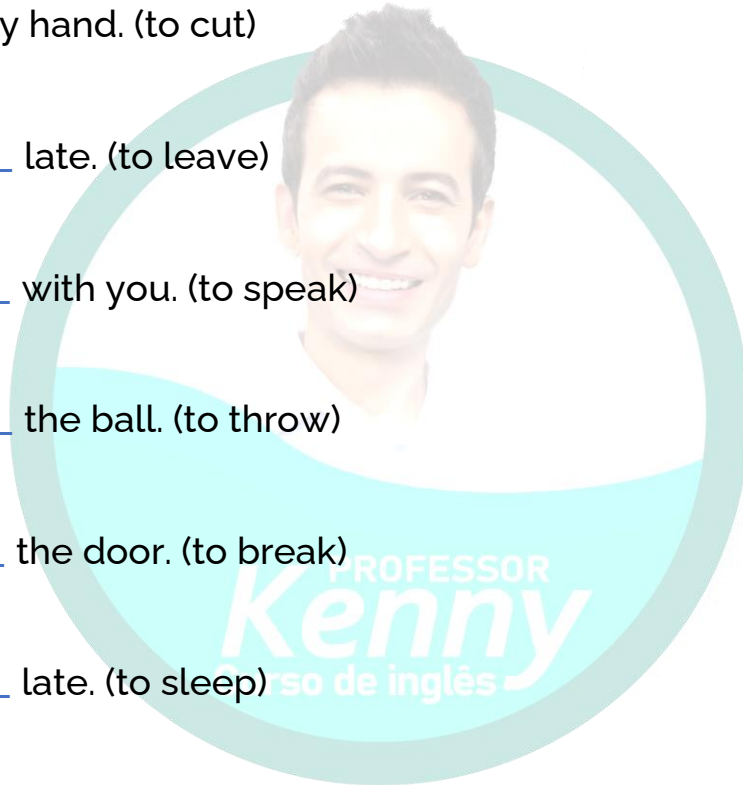 y hand. (to cut)
_ late. (to leave)
_ with you. (to speak)
_ the ball. (to throw)
_ the door. (to break)
PROFESSOR
Kenny
_ late. (to sleep)
Curso de inglês